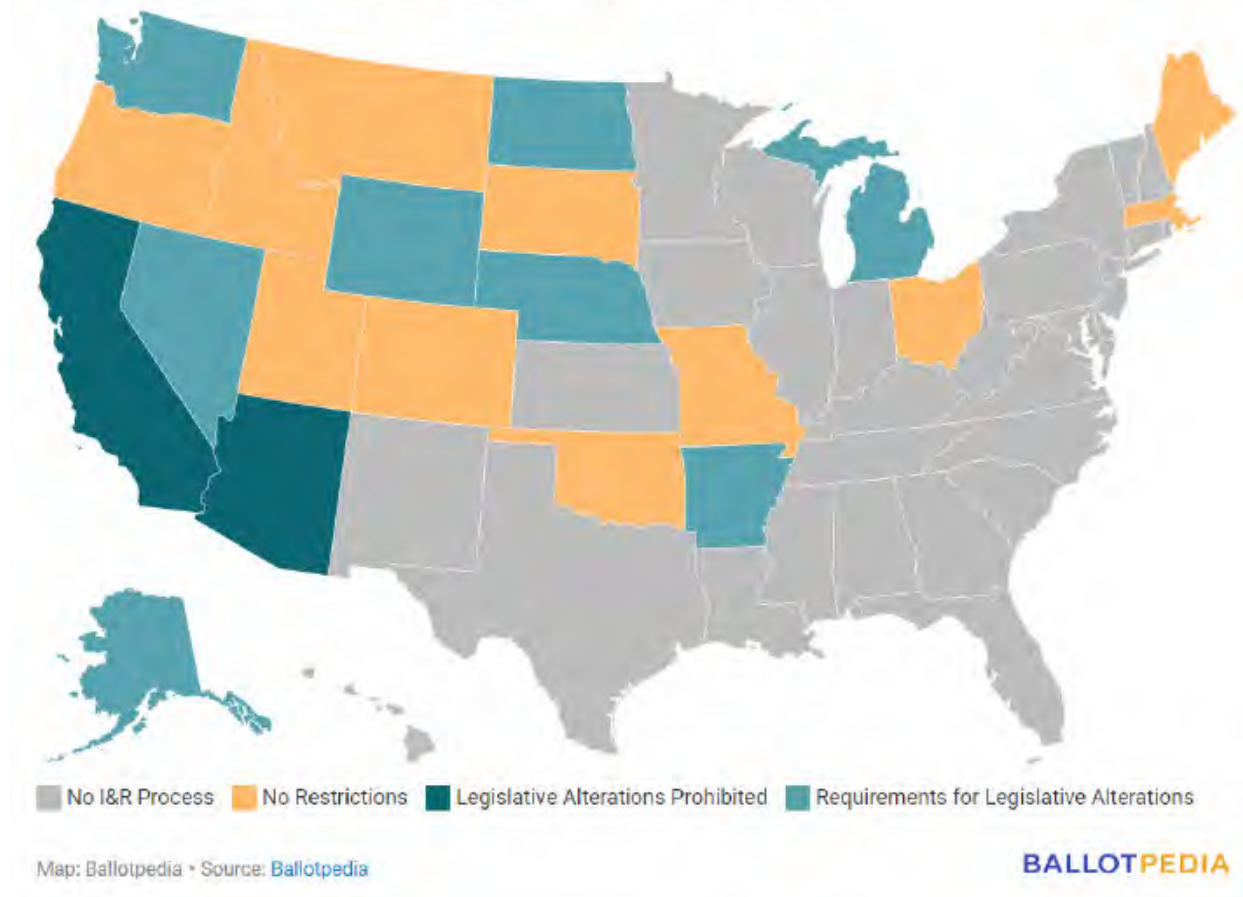 No I&R Process No Restrictions Legislative Alterations Prohibited Requirements for Legislative Alterations
Map: Ballotpedia • Source: Ballotpedia
BALLOTPEDIA